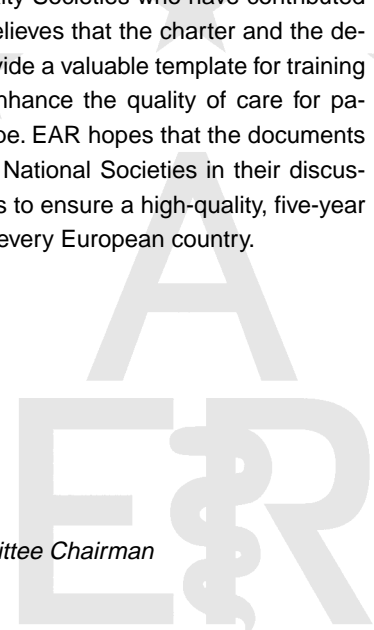 ity Societies who have contributed
elieves that the charter and the de-
vide a valuable template for training
nhance the quality of care for pa-
pe. EAR hopes that the documents
National Societies in their discus-
s to ensure a high-quality, five-year
every European country.
A
E R
ttee Chairman